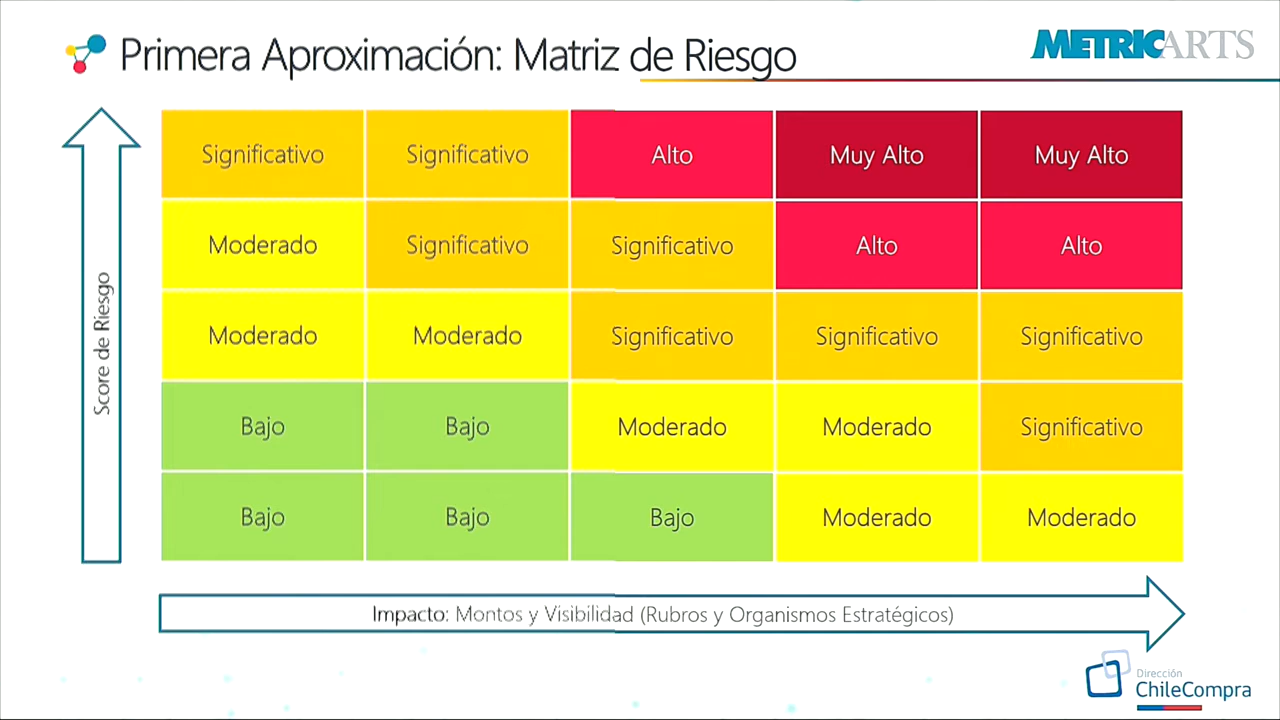 Primera Aproximación: Matriz de Riesgo
METRICARTS
Significativo Significativo Alto Muy Alto Muy Alto
Moderado Significativo Significativo Alto Alto
Moderado Moderado Significativo Significativo Significativo
Bajo Bajo Moderado Moderado Significativo
Bajo Bajo Bajo Moderado Moderado
Score de Riesgo
Impacto: Montos y Visibilidad (Rubros y Organismos Estratégicos)
Dirección
ChileCompra